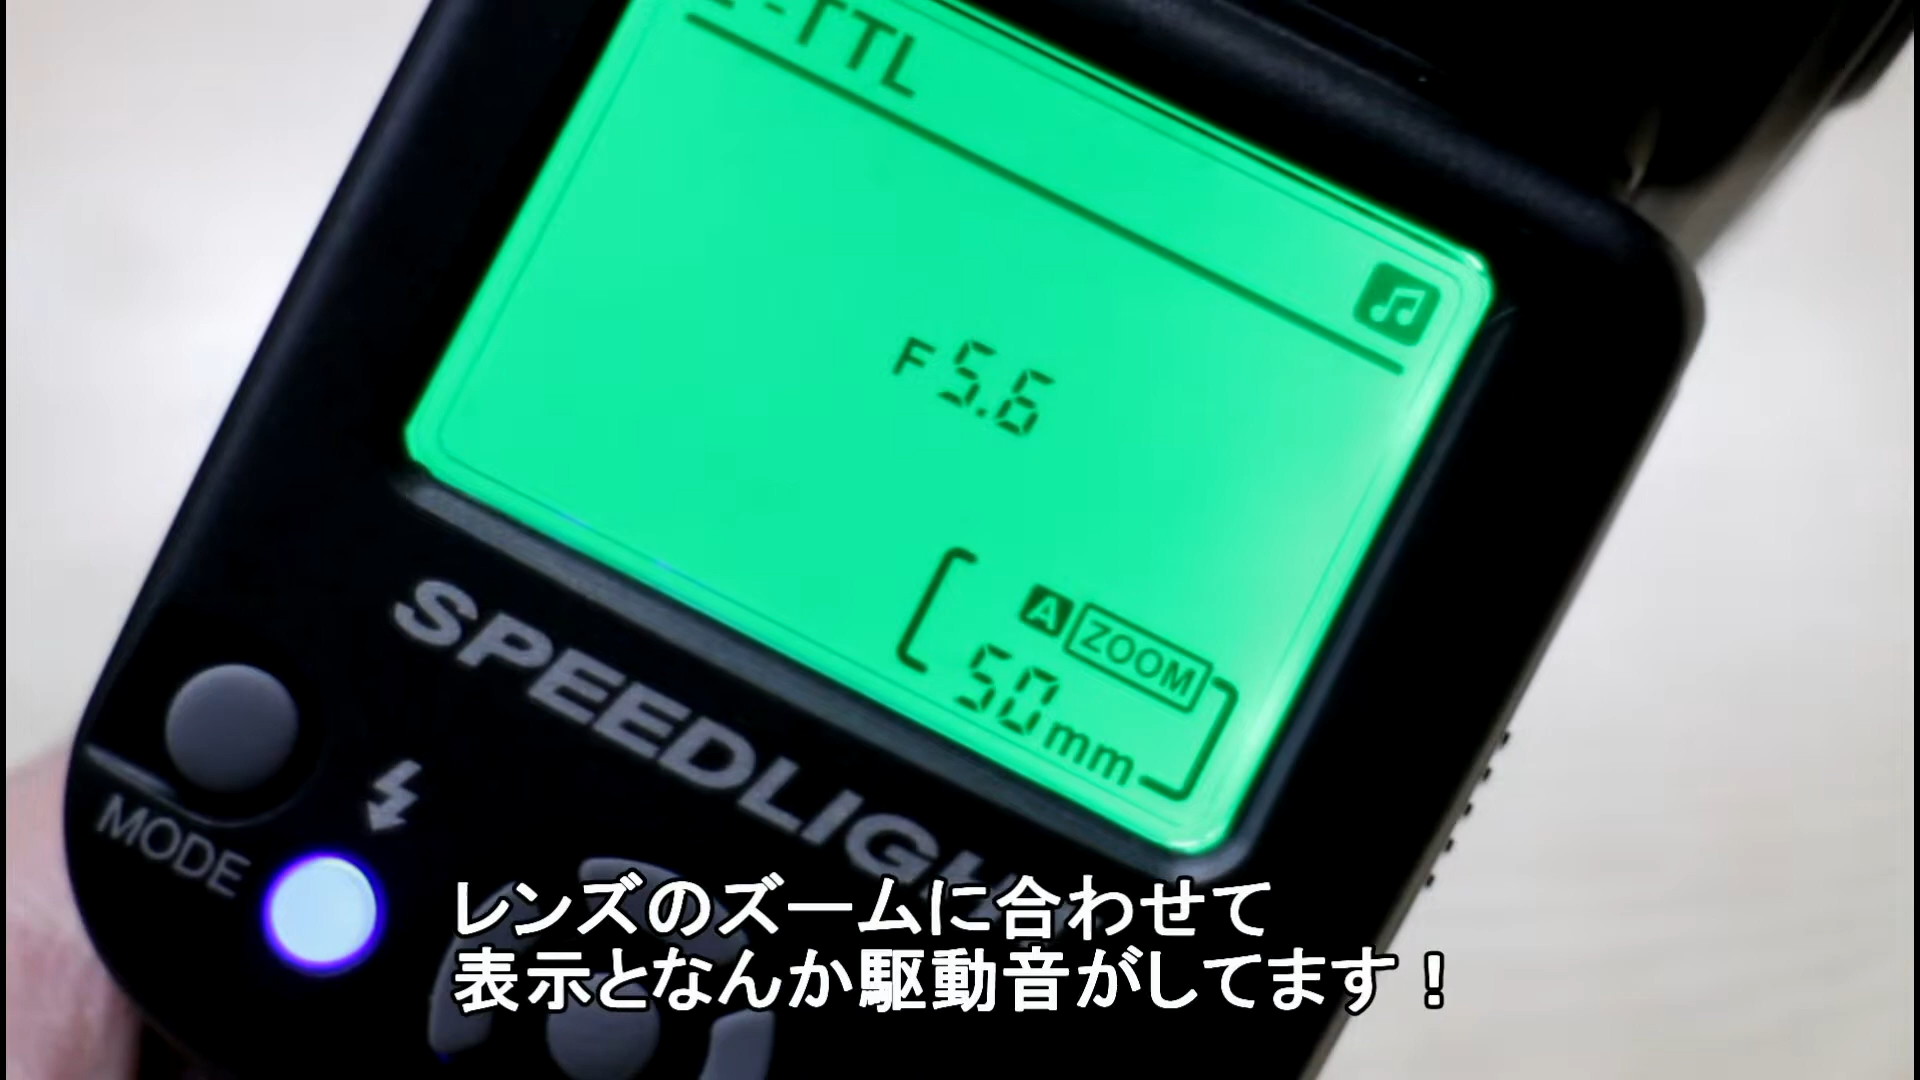 -TTL
F5.6
A ZOOM
50mm
SPEEDLIGH
MODE
レンズのズームに合わせて
表示となんか駆動音がしてます！